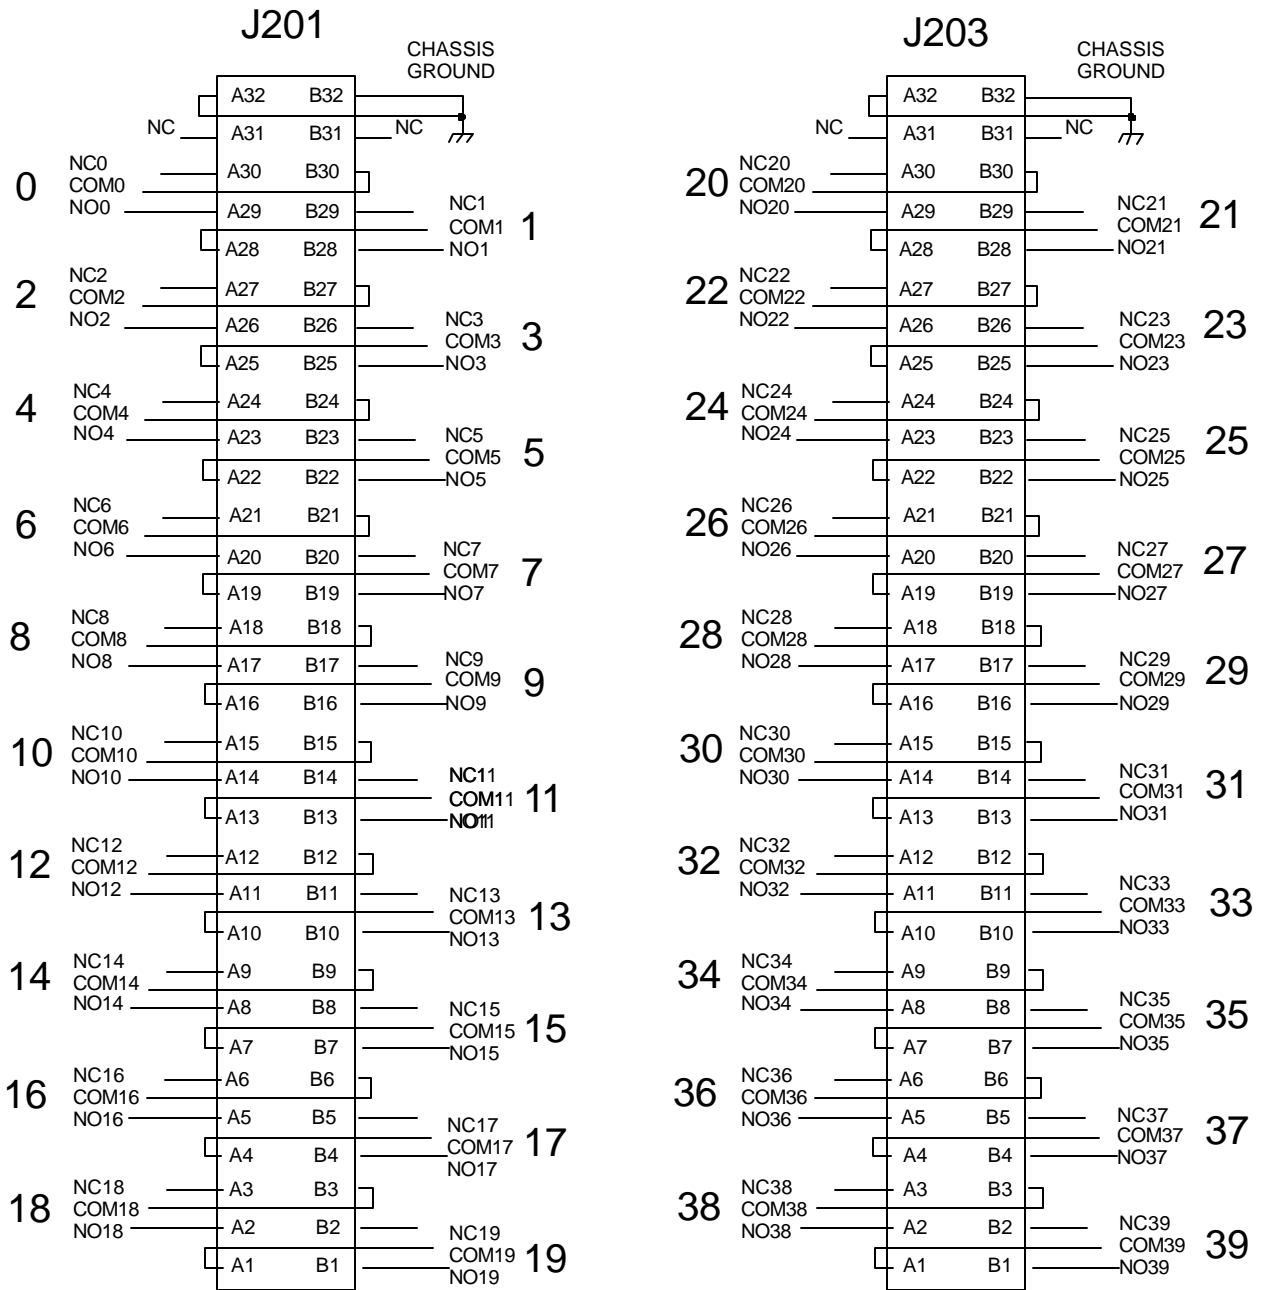 J201
CHASSIS
GROUND
A32 B32
NC A31 B31 NC
NC0 A30 B30
0 COM0
NO0 A29 B29 NC1
COM1 1
A28 B28 NO1
NC2 A27 B27
2 COM2
NO2 A26 B26 NC3
COM3 3
A25 B25 NO3
NC4 A24 B24
4 COM4
NO4 A23 B23 NC5
COM5 5
A22 B22 NO5
NC6 A21 B21
6 COM6
NO6 A20 B20 NC7
COM7 7
A19 B19 NO7
NC8 A18 B18
8 COM8
NO8 A17 B17 NC9
COM9 9
A16 B16 NO9
NC10 A15 B15
10 COM10
NO10 A14 B14 NC11
COM11 11
A13 B13 NO11
NC12 A12 B12
12 COM12
NO12 A11 B11 NC13
COM13 13
A10 B10 NO13
NC14 A9 B9
14 COM14
NO14 A8 B8 NC15
COM15 15
A7 B7 NO15
NC16 A6 B6
16 COM16
NO16 A5 B5 NC17
COM17 17
A4 B4 NO17
NC18 A3 B3
18 COM18
NO18 A2 B2 NC19
COM19 19
A1 B1 NO19
J203
CHASSIS
GROUND
A32 B32
NC A31 B31 NC
NC20 A30 B30
20 COM20
NO20 A29 B29 NC21
COM21 21
A28 B28 NO21
NC22 A27 B27
22 COM22
NO22 A26 B26 NC23
COM23 23
A25 B25 NO23
NC24 A24 B24
24 COM24
NO24 A23 B23 NC25
COM25 25
A22 B22 NO25
NC26 A21 B21
26 COM26
NO26 A20 B20 NC27
COM27 27
A19 B19 NO27
NC28 A18 B18
28 COM28
NO28 A17 B17 NC29
COM29 29
A16 B16 NO29
NC30 A15 B15
30 COM30
NO30 A14 B14 NC31
COM31 31
A13 B13 NO31
NC32 A12 B12
32 COM32
NO32 A11 B11 NC33
COM33 33
A10 B10 NO33
NC34 A9 B9
34 COM34
NO34 A8 B8 NC35
COM35 35
A7 B7 NO35
NC36 A6 B6
36 COM36
NO36 A5 B5 NC37
COM37 37
A4 B4 NO37
NC38 A3 B3
38 COM38
NO38 A2 B2 NC39
COM39 39
A1 B1 NO39